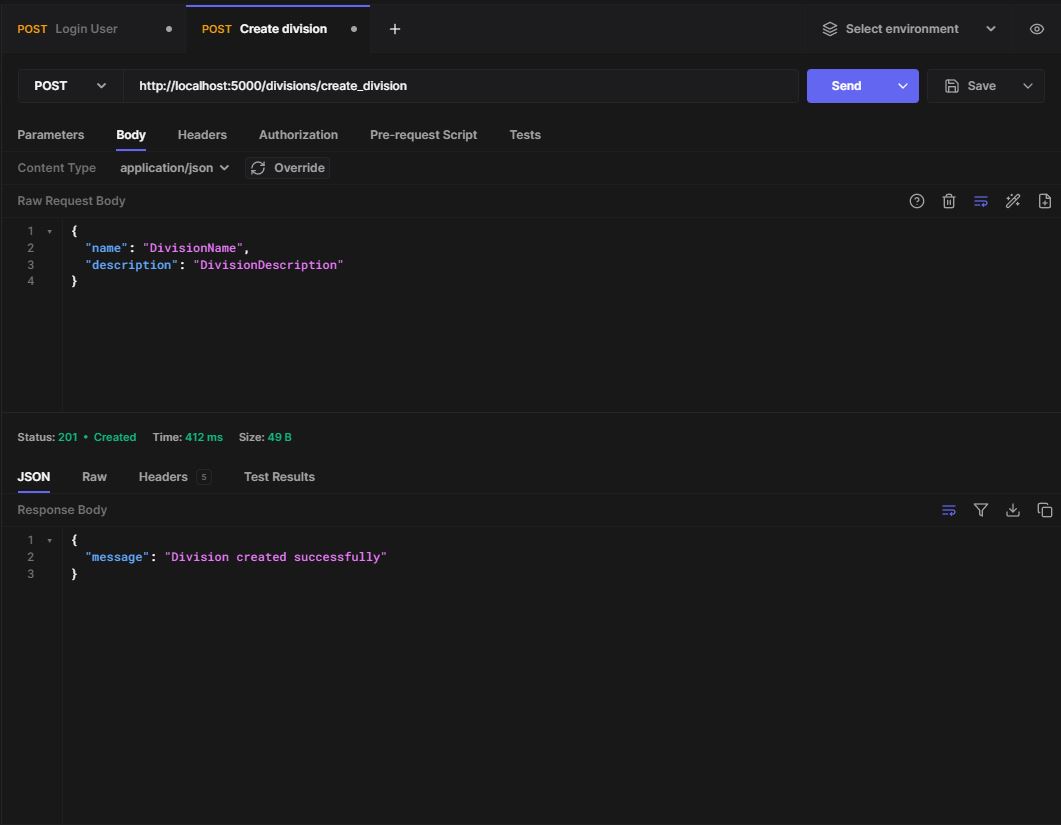 POST Login User
POST Create division
Select environment
POST http://localhost:5000/divisions/create_division Send Save
Parameters Body Headers Authorization Pre-request Script Tests
Content Type application/json Override
Raw Request Body
1 {
2 "name": "DivisionName",
3 "description": "DivisionDescription"
4 }
Status: 201 • Created Time: 412 ms Size: 49 B
JSON Raw Headers 5 Test Results
Response Body
1 {
2 "message": "Division created successfully"
3 }